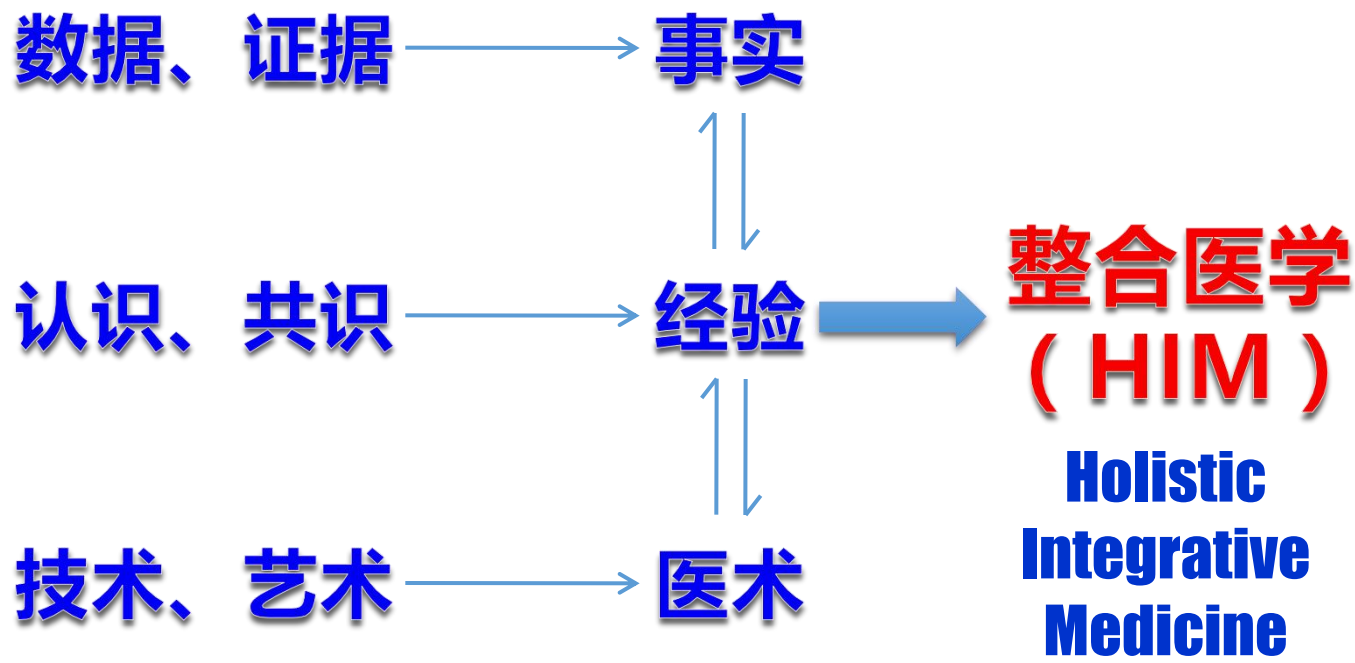 数据、证据
事实
认识、共识
经验
技术、艺术
医术
整合医学
（HIM）
Holistic
Integrative
Medicine